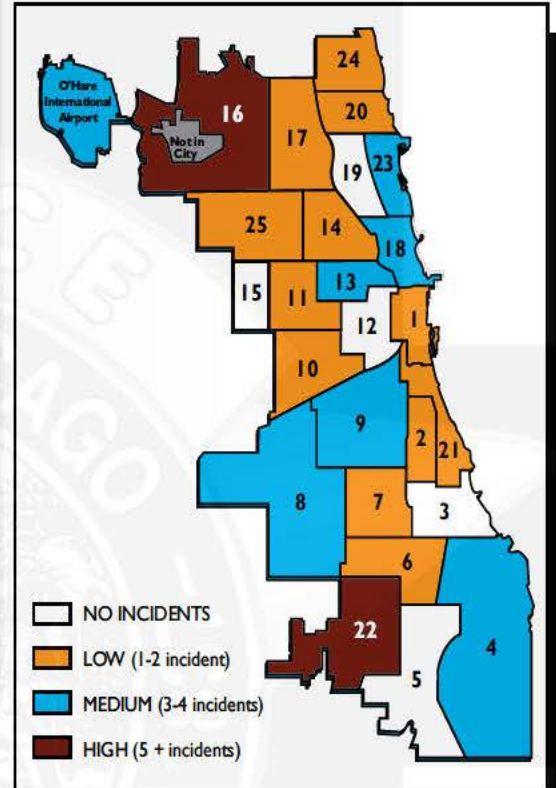 24
O'Hare
International
Airport
16
20
Not in
City
17
19
23
25
14
18
13
15
11
12
1
10
9
2
21
8
7
3
6
NO INCIDENTS
22
4
LOW (1-2 incident)
5
MEDIUM (3-4 incidents)
HIGH (5 + incidents)